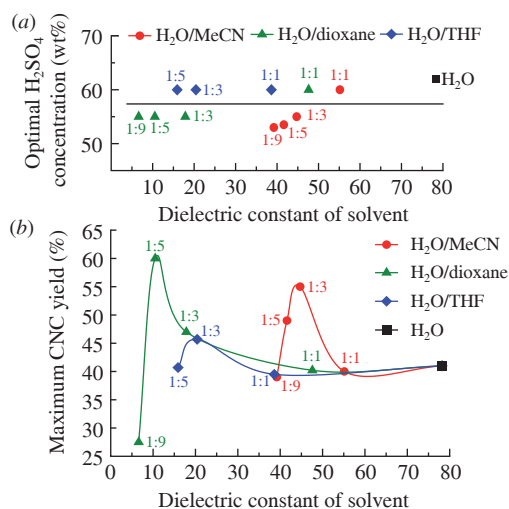 (a)
H₂O/MeCN H₂O/dioxane H₂O/THF
Optimal H₂SO₄
concentration (wt%)
70
60
50
1:5
1:3
1:1
1:1
1:1
H₂O
1:9
1:5
1:3
1:9
1:5
1:3
10 20 30 40 50 60 70 80
Dielectric constant of solvent
(b)
Maximum CNC yield (%)
65
60
55
50
45
40
35
30
25
H₂O/MeCN
H₂O/dioxane
H₂O/THF
H₂O
1:5
1:3
1:3
1:5
1:3
1:5
1:1
1:9
1:1
1:1
1:9
0 10 20 30 40 50 60 70 80
Dielectric constant of solvent